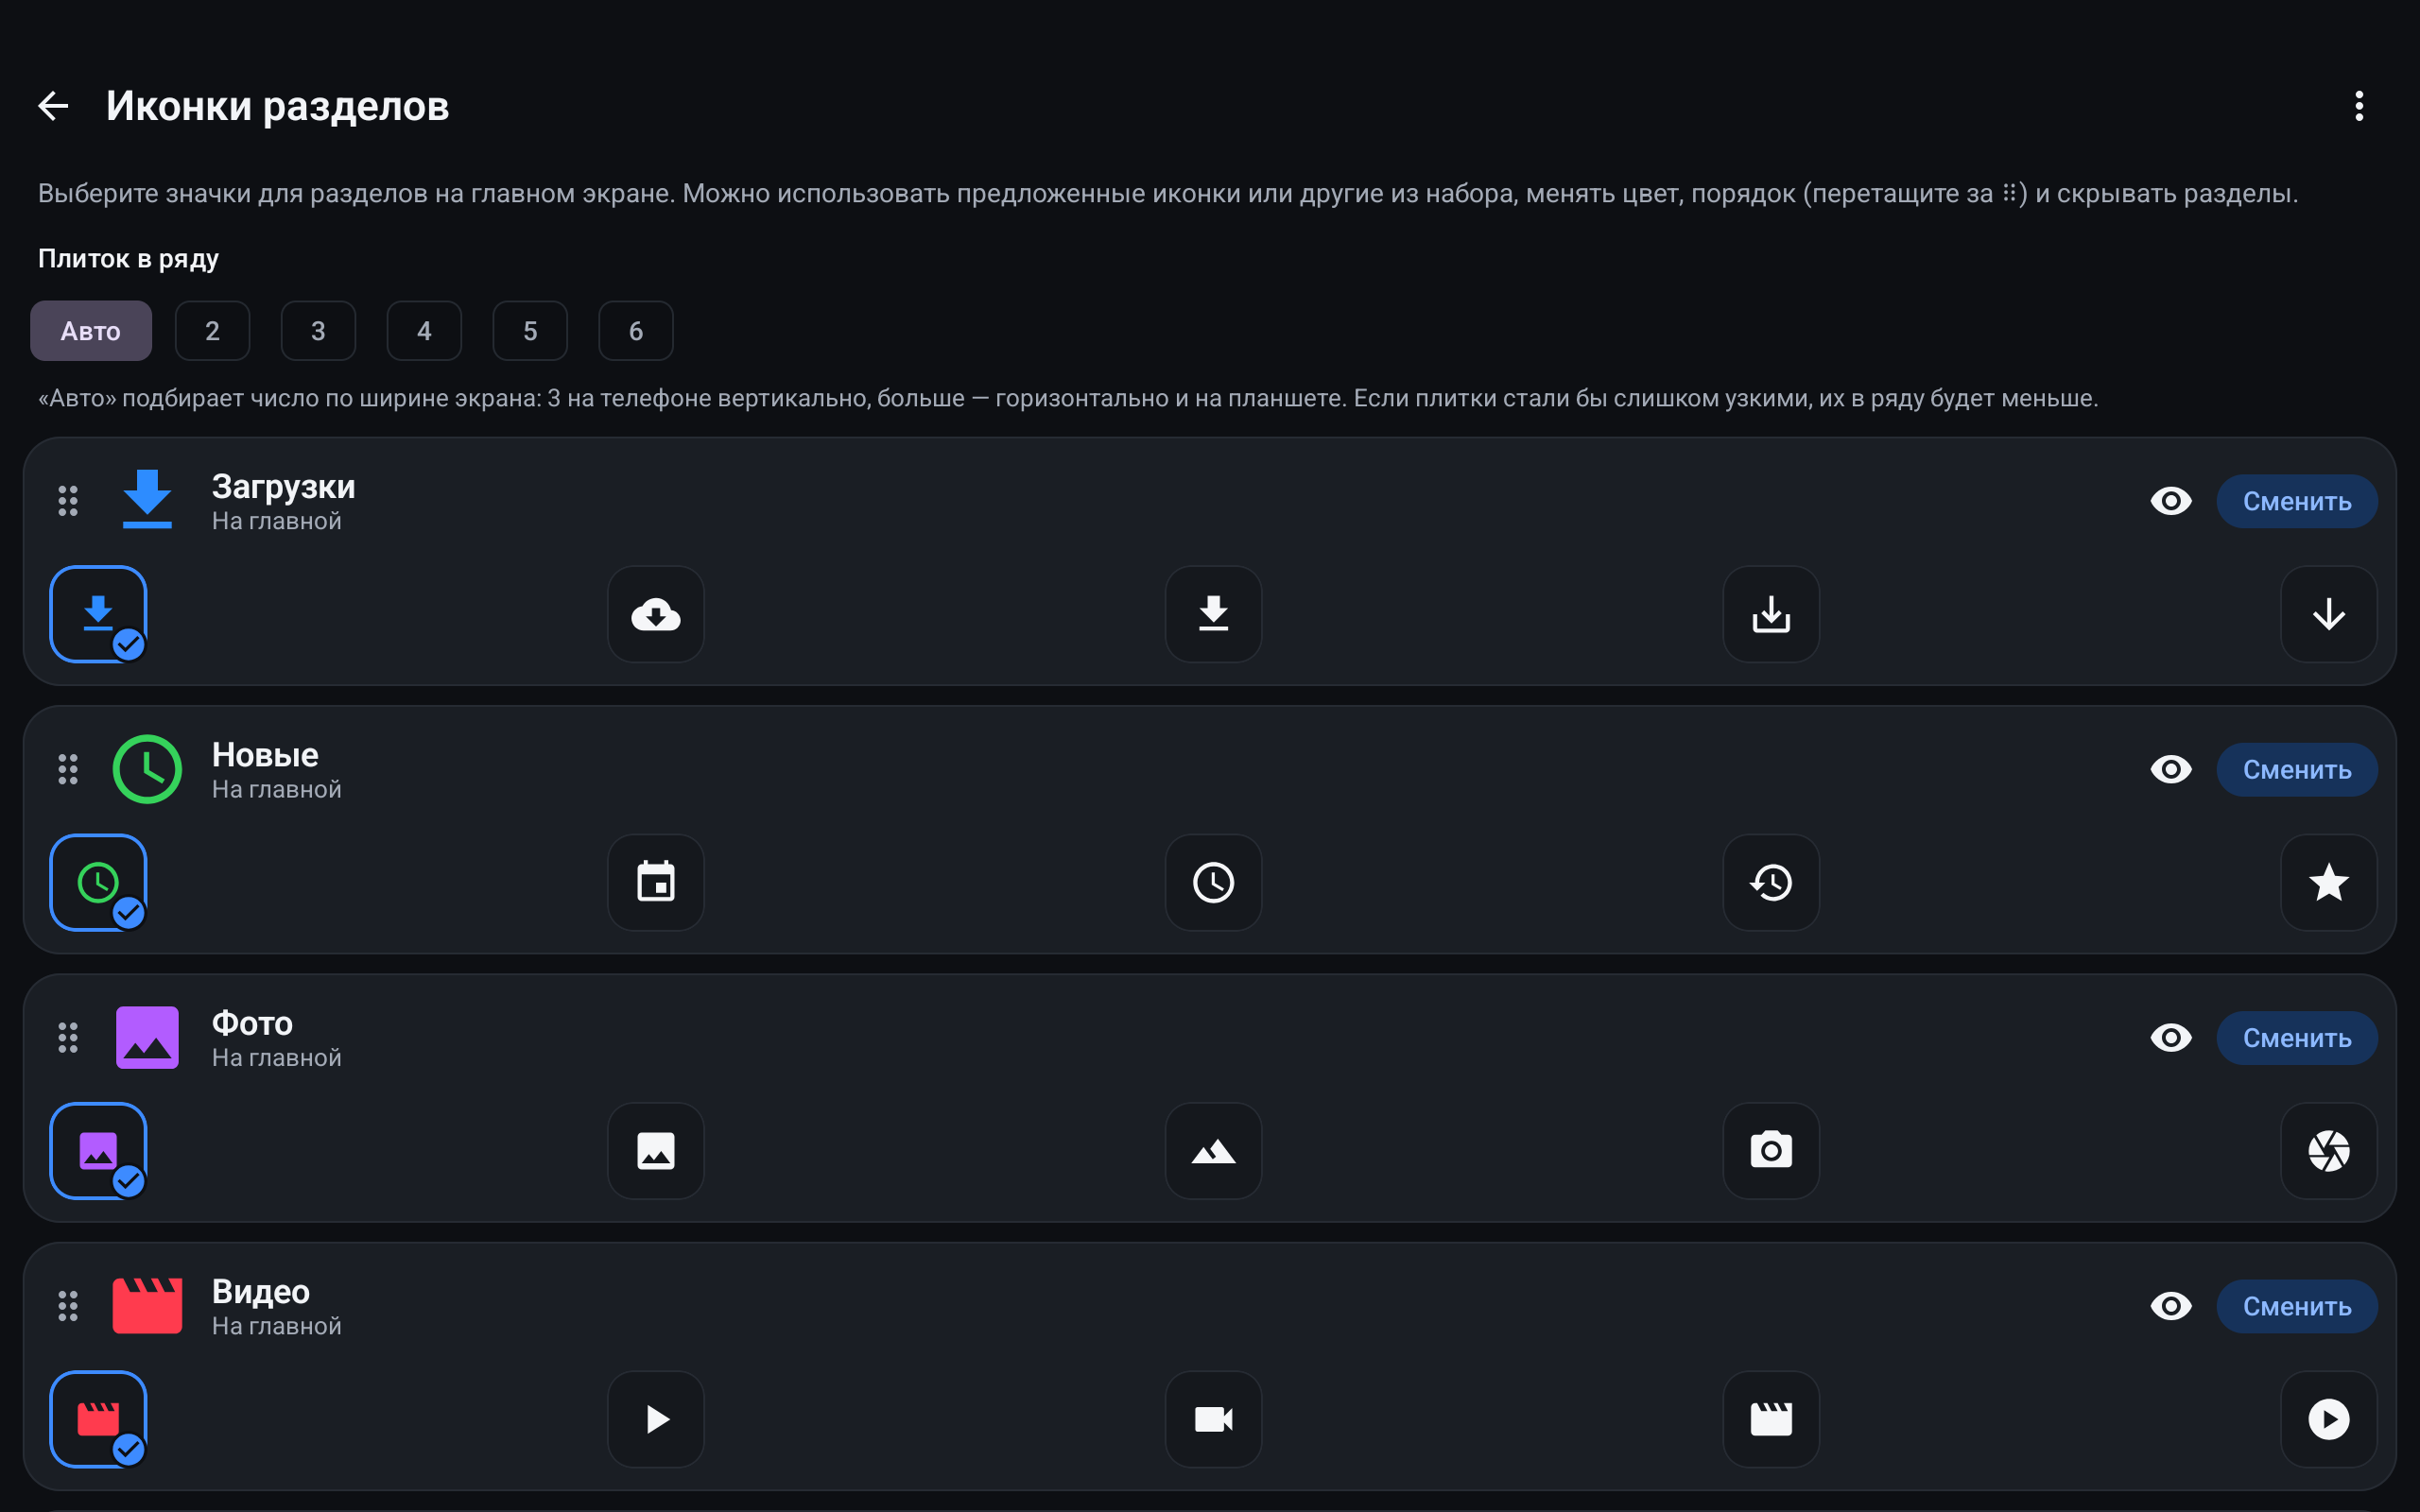 Иконки разделов
Выберите значки для разделов на главном экране. Можно использовать предложенные иконки или другие из набора, менять цвет, порядок (перетащите за ⠿) и скрывать разделы.
Плиток в ряду
Авто 2 3 4 5 6
«Авто» подбирает число по ширине экрана: 3 на телефоне вертикально, больше — горизонтально и на планшете. Если плитки стали бы слишком узкими, их в ряду будет меньше.
Загрузки
На главной
Сменить
Новые
На главной
Сменить
Фото
На главной
Сменить
Видео
На главной
Сменить